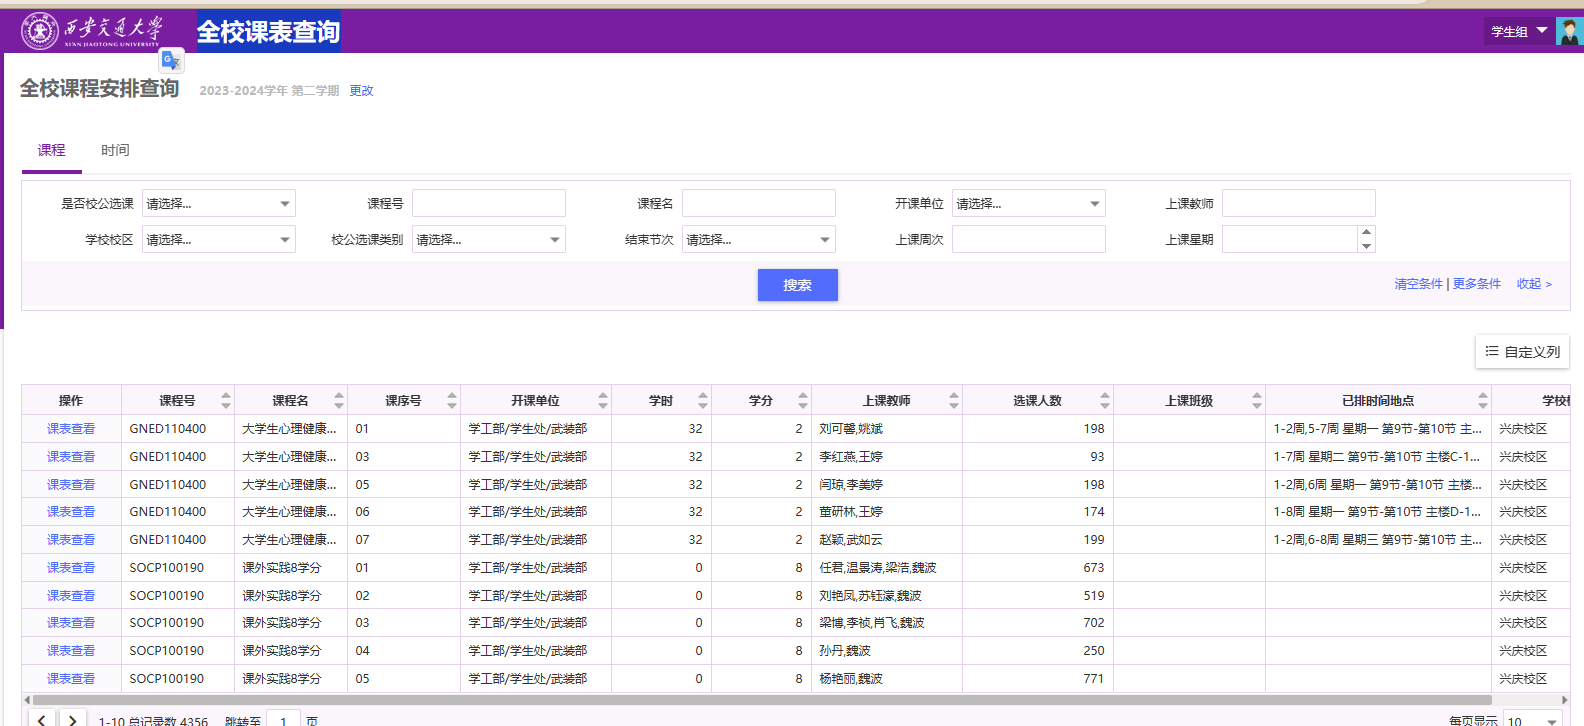 西安交通大学 全校课表查询 学生组
XI'AN JIAOTONG UNIVERSITY
全校课程安排查询 2023-2024学年 第二学期 更改
课程 时间
是否校公选课 请选择... 课程号 课程名 开课单位 请选择... 上课教师
学校校区 请选择... 校公选课类别 请选择... 结束节次 请选择... 上课周次 上课星期
搜索 清空条件 | 更多条件 收起 >
自定义列
操作 课程号 课程名 课序号 开课单位 学时 学分 上课教师 选课人数 上课班级 已排时间地点 学校
课表查看 GNED110400 大学生心理健康... 01 学工部/学生处/武装部 32 2 刘可馨,姚斌 198 1-2周,5-7周 星期一 第9节-第10节 主... 兴庆校区
课表查看 GNED110400 大学生心理健康... 03 学工部/学生处/武装部 32 2 李红燕,王婷 93 1-7周 星期二 第9节-第10节 主楼C-1... 兴庆校区
课表查看 GNED110400 大学生心理健康... 05 学工部/学生处/武装部 32 2 闫琼,李美婷 198 1-2周,6周 星期一 第9节-第10节 主楼... 兴庆校区
课表查看 GNED110400 大学生心理健康... 06 学工部/学生处/武装部 32 2 董研林,王婷 174 1-8周 星期一 第9节-第10节 主楼D-1... 兴庆校区
课表查看 GNED110400 大学生心理健康... 07 学工部/学生处/武装部 32 2 赵颖,武如云 199 1-2周,6-8周 星期三 第9节-第10节 主... 兴庆校区
课表查看 SOCP100190 课外实践8学分 01 学工部/学生处/武装部 0 8 任君,温景涛,梁浩,魏波 673 兴庆校区
课表查看 SOCP100190 课外实践8学分 02 学工部/学生处/武装部 0 8 刘艳凤,苏钰濛,魏波 519 兴庆校区
课表查看 SOCP100190 课外实践8学分 03 学工部/学生处/武装部 0 8 梁博,李祯,肖飞,魏波 702 兴庆校区
课表查看 SOCP100190 课外实践8学分 04 学工部/学生处/武装部 0 8 孙丹,魏波 250 兴庆校区
课表查看 SOCP100190 课外实践8学分 05 学工部/学生处/武装部 0 8 杨艳丽,魏波 771 兴庆校区
1-10 总记录数 4356 跳转至 1 页 每页显示 10